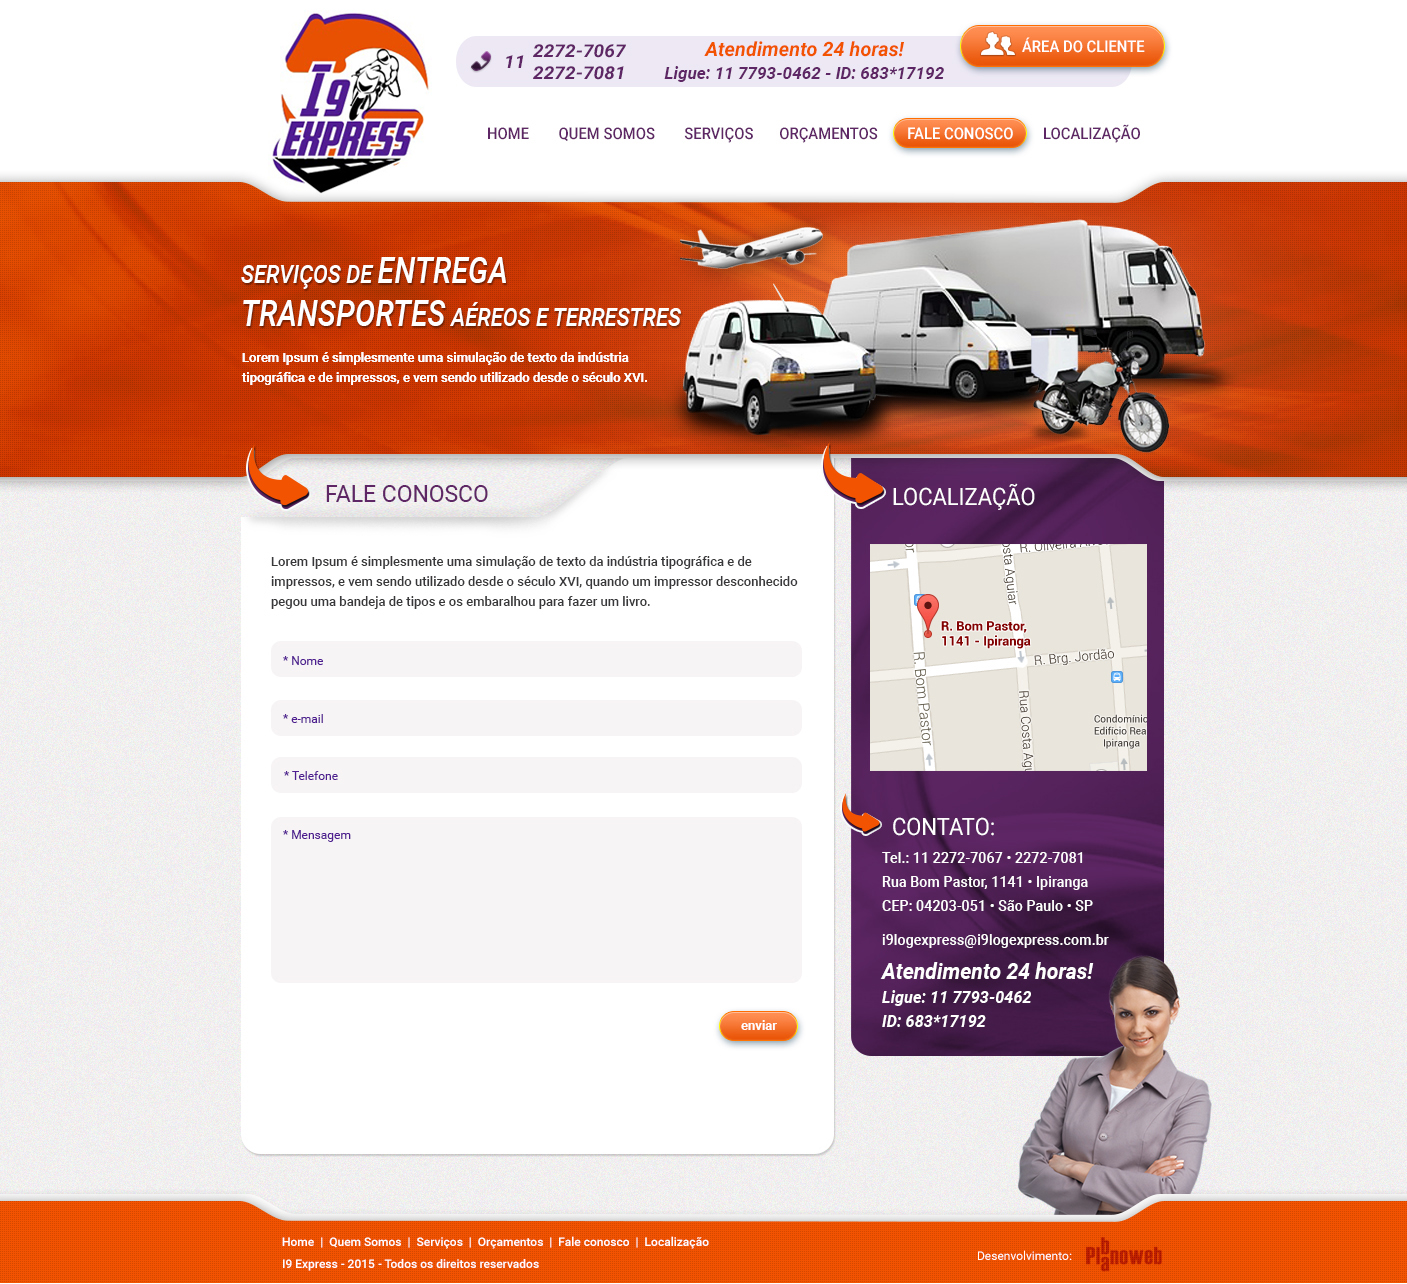 I9
EXPRESS
11
2272-7067
2272-7081
Atendimento 24 horas!
Ligue: 11 7793-0462 - ID: 683*17192
ÁREA DO CLIENTE
HOME
QUEM SOMOS
SERVIÇOS
ORÇAMENTOS
FALE CONOSCO
LOCALIZAÇÃO
SERVIÇOS DE ENTREGA
TRANSPORTES AÉREOS E TERRESTRES
Lorem Ipsum é simplesmente uma simulação de texto da indústria
tipográfica e de impressos, e vem sendo utilizado desde o século XVI.
FALE CONOSCO
Lorem Ipsum é simplesmente uma simulação de texto da indústria tipográfica e de
impressos, e vem sendo utilizado desde o século XVI, quando um impressor desconhecido
pegou uma bandeja de tipos e os embaralhou para fazer um livro.
* Nome
* e-mail
* Telefone
* Mensagem
enviar
LOCALIZAÇÃO
R. Oliveira
osta Aguiar
or
R. Bom Pastor,
1141 - Ipiranga
R. Brg. Jordão
R. Bom Pastor
Rua Costa Agu
Condomínio
Edifício Rea
Ipiranga
CONTATO:
Tel.: 11 2272-7067 • 2272-7081
Rua Bom Pastor, 1141 • Ipiranga
CEP: 04203-051 • São Paulo • SP
i9logexpress@i9logexpress.com.br
Atendimento 24 horas!
Ligue: 11 7793-0462
ID: 683*17192
Home | Quem Somos | Serviços | Orçamentos | Fale conosco | Localização
I9 Express - 2015 - Todos os direitos reservados
Desenvolvimento:
Planoweb